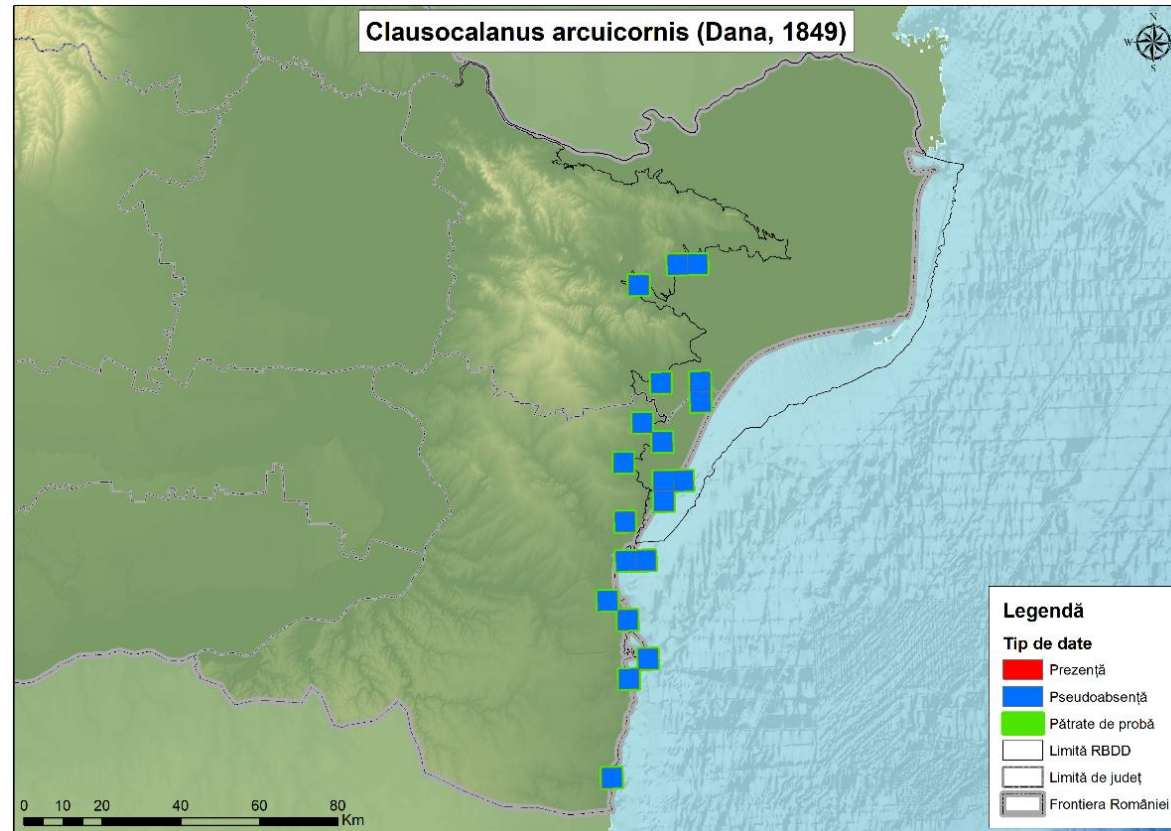 Clausocalanus arcuicornis (Dana, 1849)
N
W E
S
Legendă
Tip de date
Prezență
Pseudoabsență
Pătrate de probă
Limită RBDD
Limită de județ
Frontiera României
0 10 20 40 60 80
Km